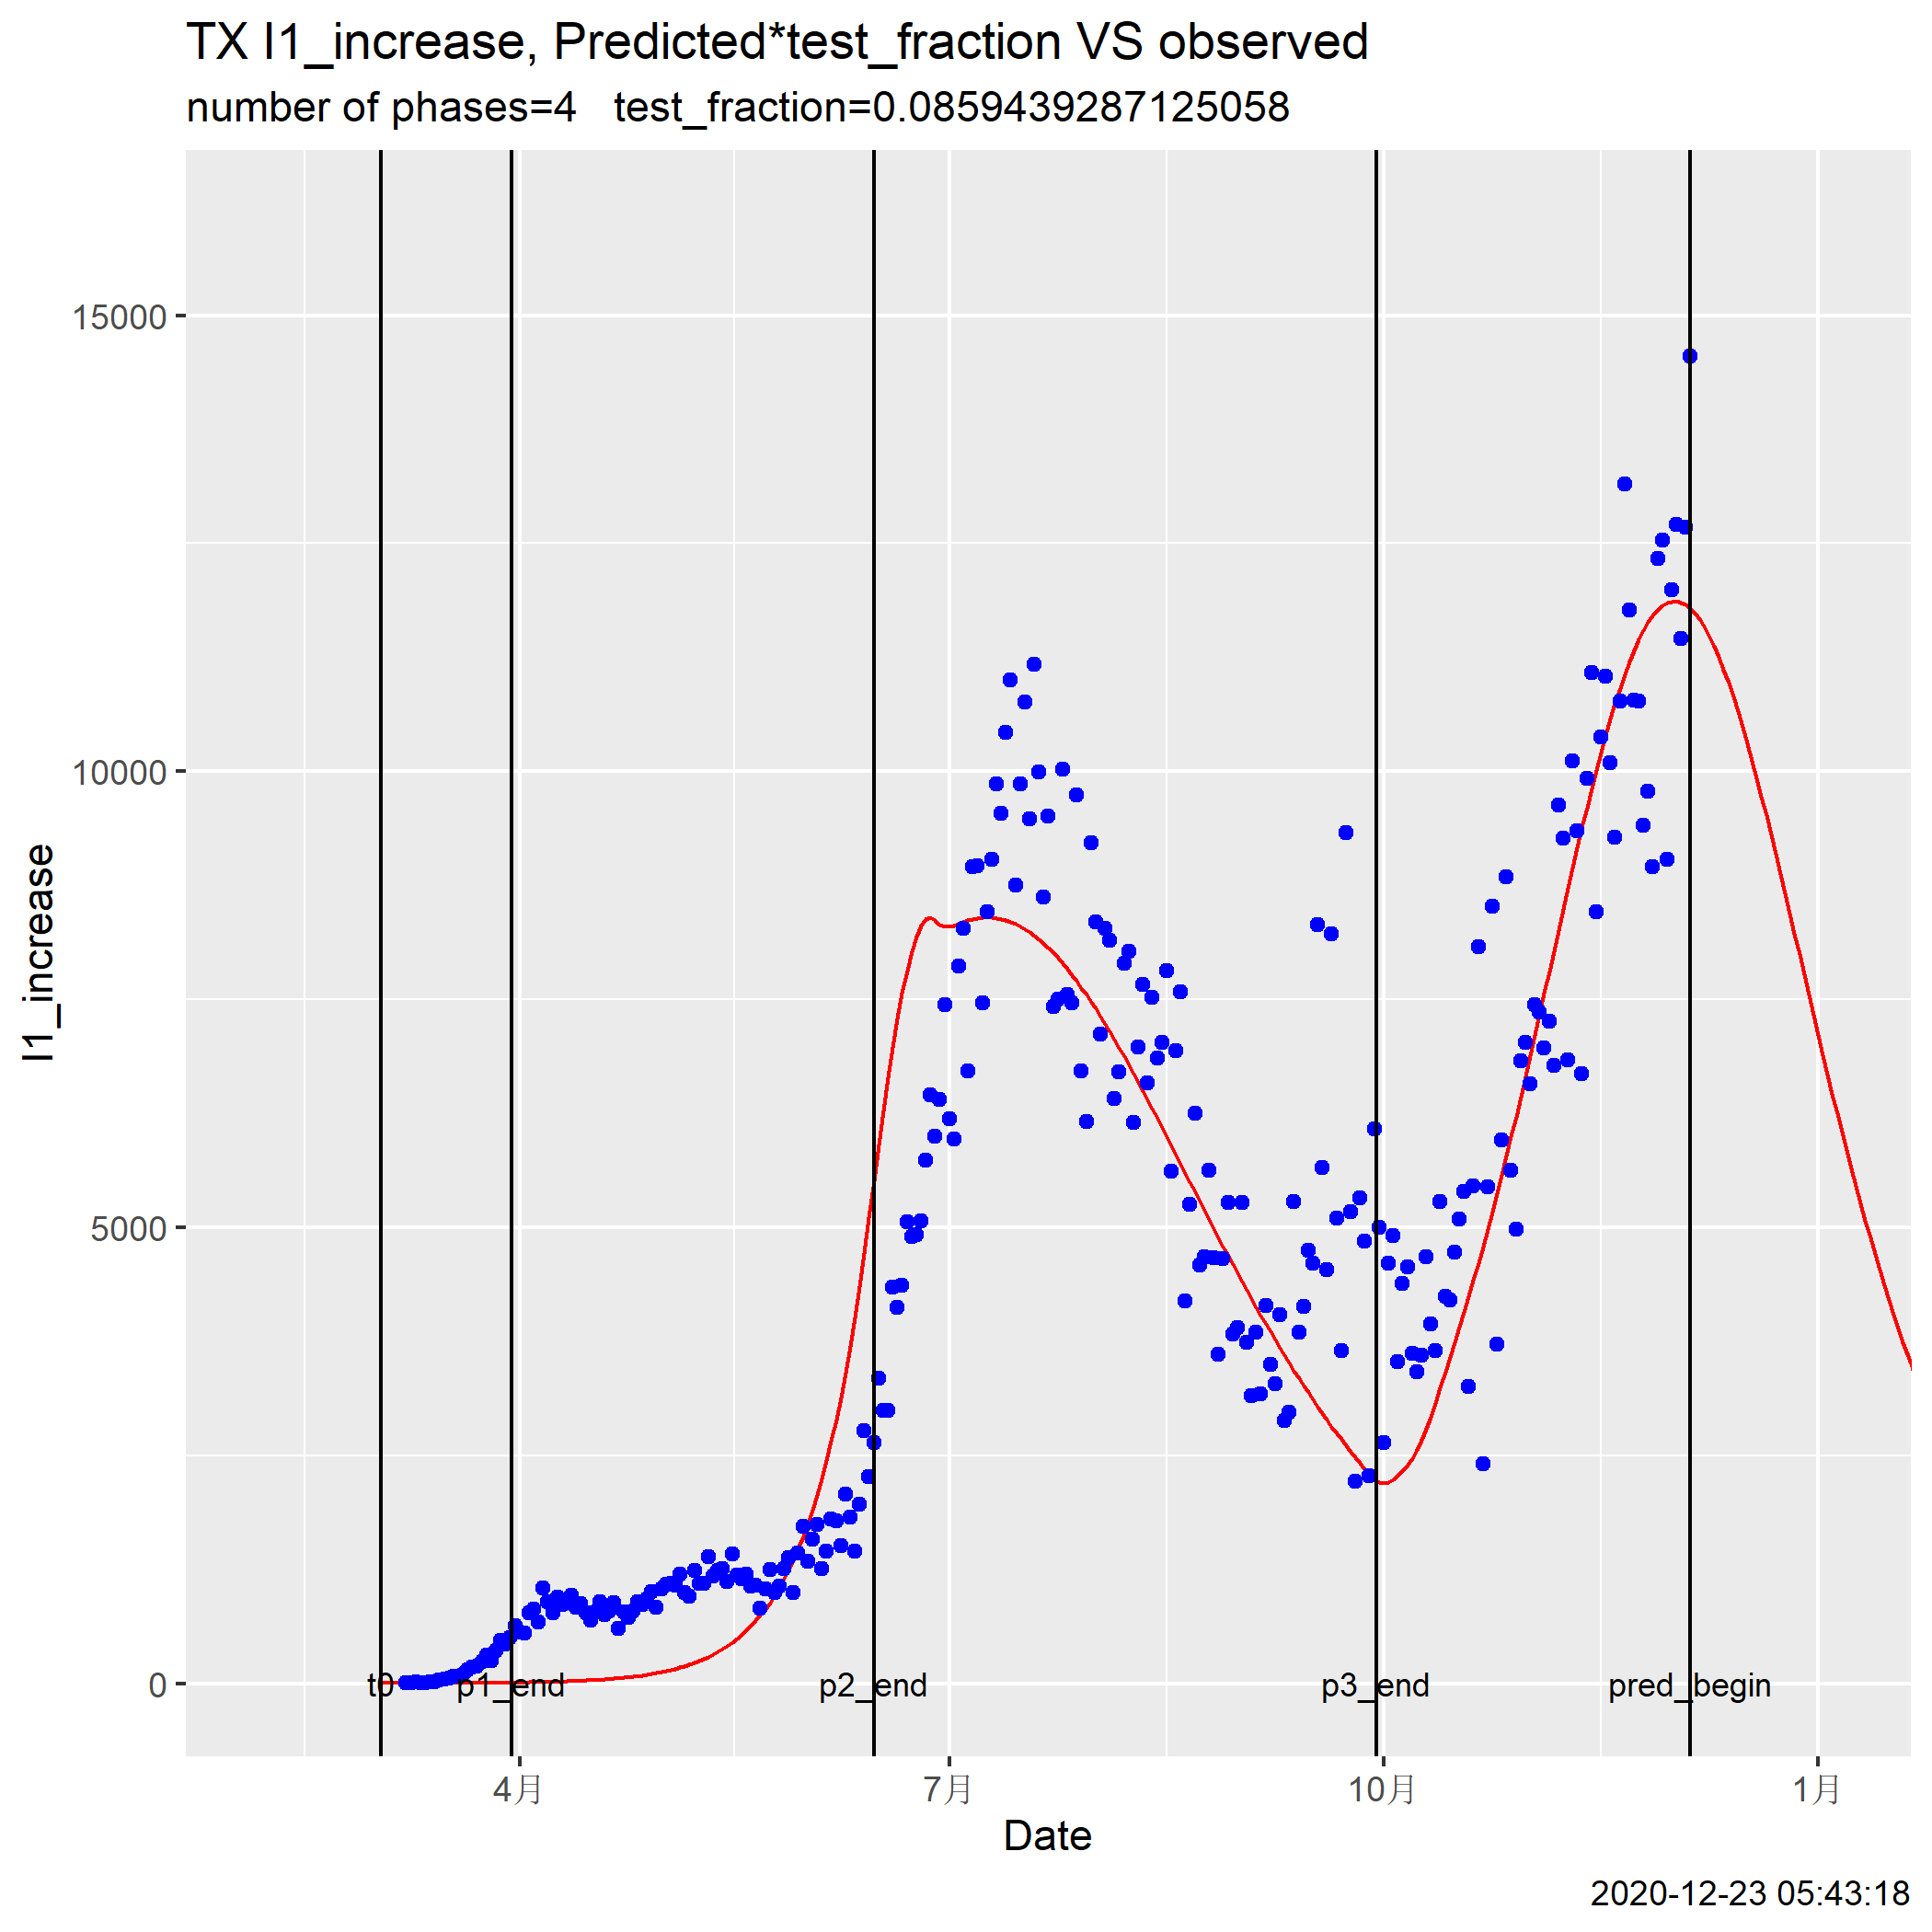 TX I1_increase, Predicted*test_fraction VS observed
number of phases=4   test_fraction=0.0859439287125058
15000
10000
I1_increase
5000
0
t0 p1_end p2_end p3_end pred_begin
4月 7月 10月 1月
Date
2020-12-23 05:43:18